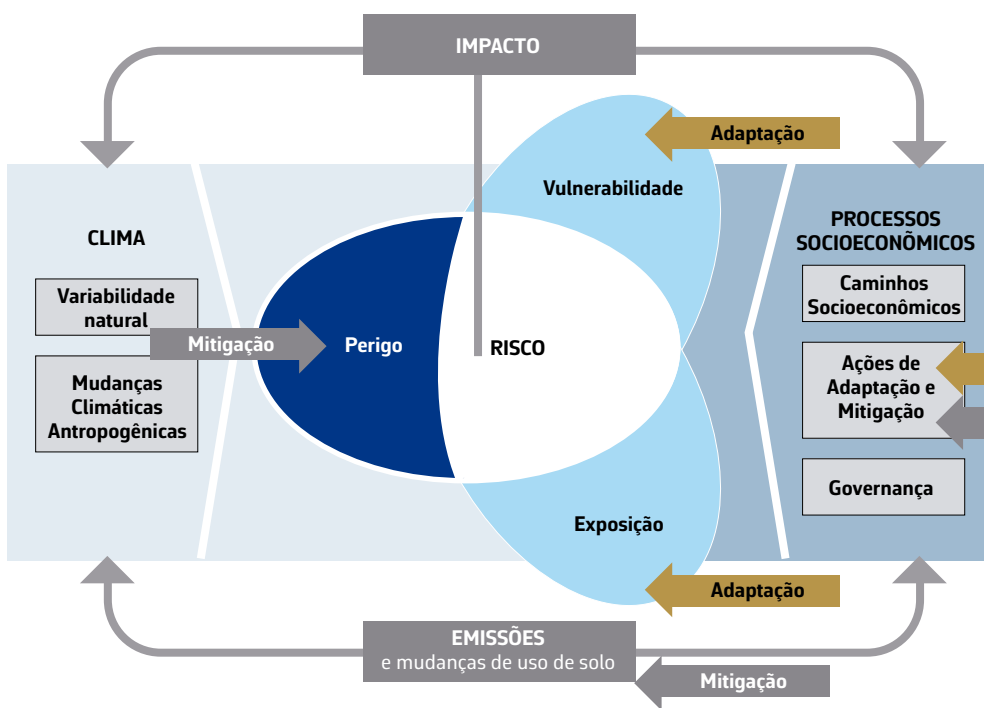 IMPACTO
Adaptação
Vulnerabilidade
CLIMA
Variabilidade
natural
Mitigação
Mudanças
Climáticas
Antropogênicas
Perigo
RISCO
PROCESSOS
SOCIOECONÔMICOS
Caminhos
Socioeconômicos
Ações de
Adaptação e
Mitigação
Governança
Exposição
Adaptação
EMISSÕES
e mudanças de uso de solo
Mitigação